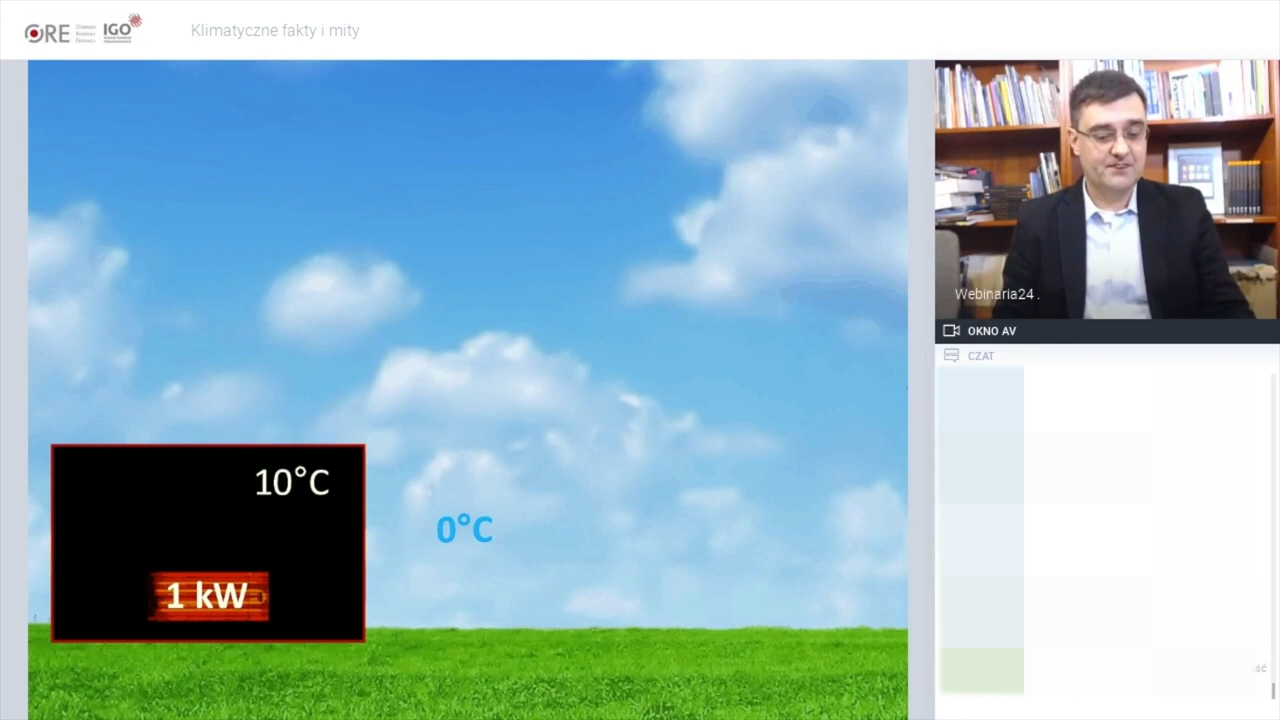 ORE
IGO
Klimatyczne fakty i mity
10°C
0°C
1 kW
Webinaria24 .
OKNO AV
CZAT